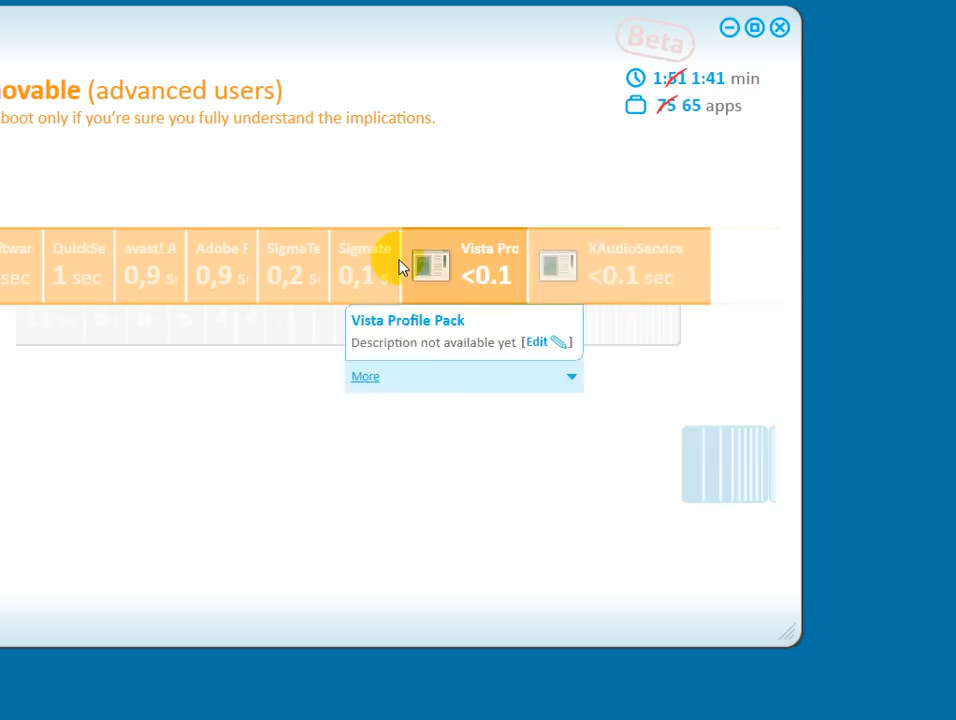 Beta
ovable (advanced users)
boot only if you're sure you fully understand the implications.
1:51 1:41 min
75 65 apps
ftwar QuickSe avast! A Adobe F SigmaTe Sigmate Vista Pro XAudioService
sec 1 sec 0,9 s 0,9 s 0,2 s 0,1 s <0.1 <0.1 sec
Vista Profile Pack
Description not available yet [Edit ]
More